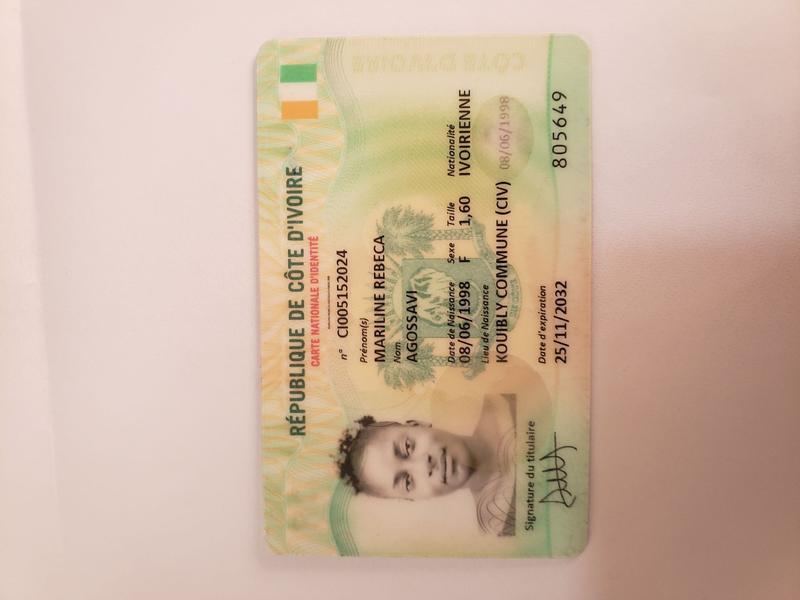 CÔTE D'IVOIRE
RÉPUBLIQUE DE CÔTE D'IVOIRE
CARTE NATIONALE D'IDENTITÉ
n° CI005152024
Prénom(s)
MARILINE REBECA
Nom
AGOSSAVI
Date de Naissance Sexe Taille Nationalité
08/06/1998 F 1,60 IVOIRIENNE
Lieu de Naissance
KOUIBLY COMMUNE (CIV)
08/06/1998
Date d'expiration
25/11/2032
805649
Signature du titulaire